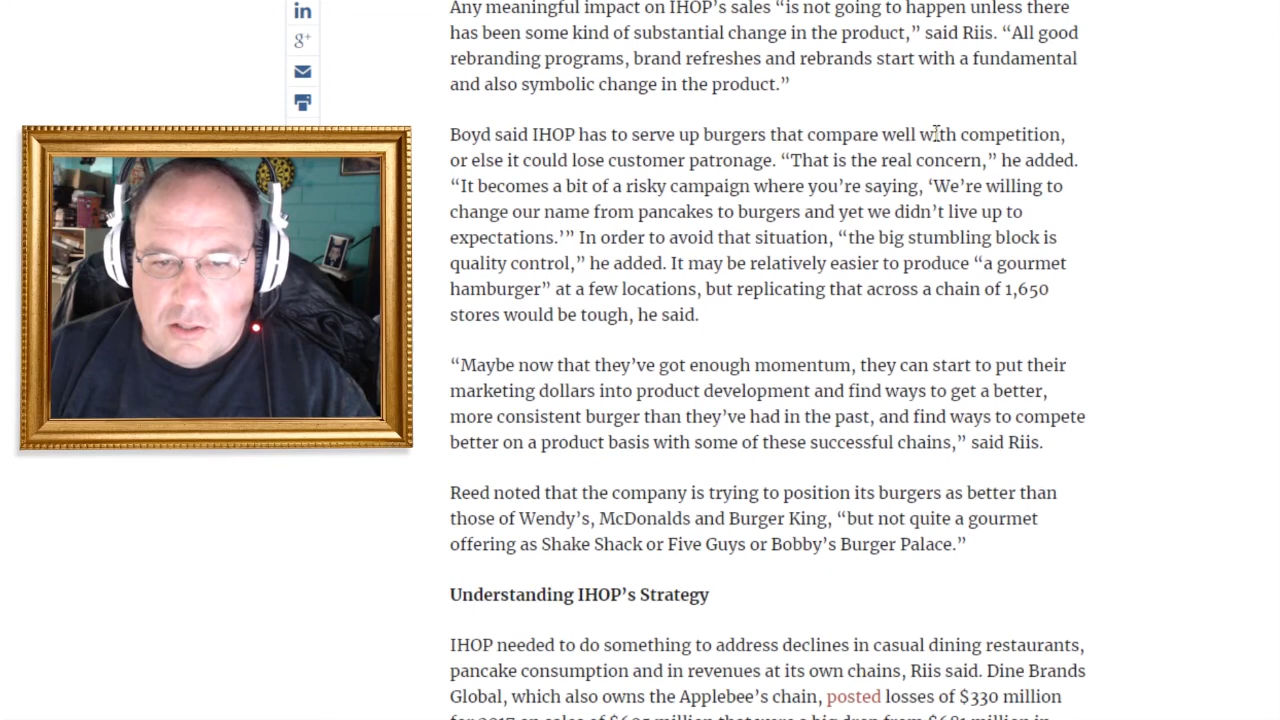 Any meaningful impact on IHOP’s sales “is not going to happen unless there
has been some kind of substantial change in the product,” said Riis. “All good
rebranding programs, brand refreshes and rebrands start with a fundamental
and also symbolic change in the product.”
Boyd said IHOP has to serve up burgers that compare well with competition,
or else it could lose customer patronage. “That is the real concern,” he added.
“It becomes a bit of a risky campaign where you’re saying, ‘We’re willing to
change our name from pancakes to burgers and yet we didn’t live up to
expectations.’” In order to avoid that situation, “the big stumbling block is
quality control,” he added. It may be relatively easier to produce “a gourmet
hamburger” at a few locations, but replicating that across a chain of 1,650
stores would be tough, he said.
“Maybe now that they’ve got enough momentum, they can start to put their
marketing dollars into product development and find ways to get a better,
more consistent burger than they’ve had in the past, and find ways to compete
better on a product basis with some of these successful chains,” said Riis.
Reed noted that the company is trying to position its burgers as better than
those of Wendy’s, McDonalds and Burger King, “but not quite a gourmet
offering as Shake Shack or Five Guys or Bobby’s Burger Palace.”
Understanding IHOP’s Strategy
IHOP needed to do something to address declines in casual dining restaurants,
pancake consumption and in revenues at its own chains, Riis said. Dine Brands
Global, which also owns the Applebee’s chain, posted losses of $330 million